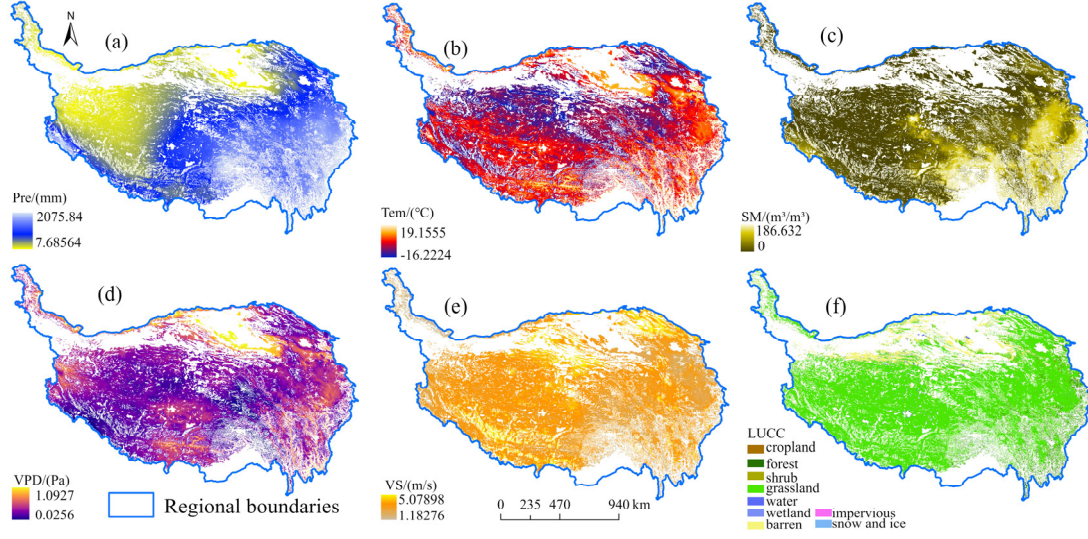 N
(a)
(b)
(c)
Pre/(mm)
2075.84
7.68564
Tem/(℃)
19.1555
-16.2224
SM/(m³/m³)
186.632
0
(d)
(e)
(f)
VPD/(Pa)
1.0927
0.0256
Regional boundaries
VS/(m/s)
5.07898
1.18276
0 235 470 940 km
LUCC
cropland
forest
shrub
grassland
water
wetland
barren
impervious
snow and ice